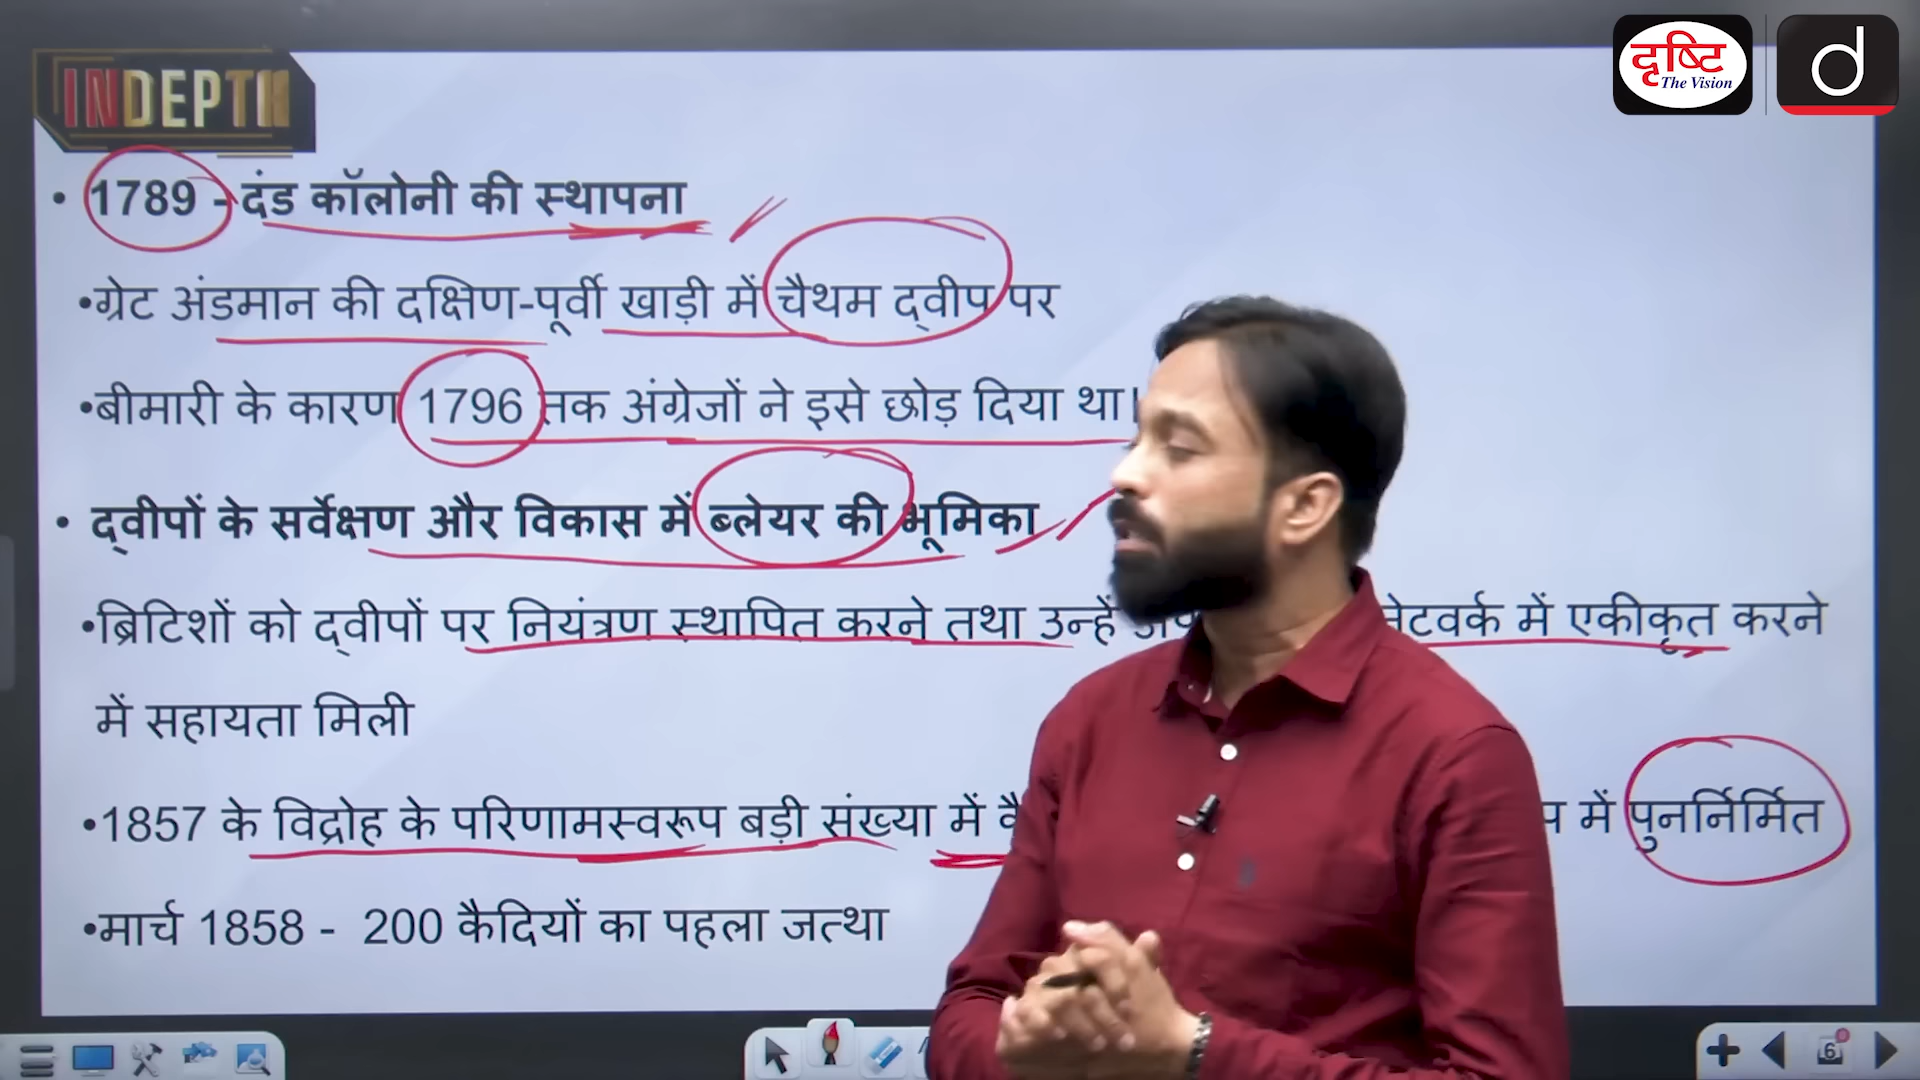 दृष्टि
The Vision
d
INDEPTH
• 1789 - दंड कॉलोनी की स्थापना
•ग्रेट अंडमान की दक्षिण-पूर्वी खाड़ी में चैथम द्वीप पर
•बीमारी के कारण 1796 तक अंग्रेजों ने इसे छोड़ दिया था।
• द्वीपों के सर्वेक्षण और विकास में ब्लेयर की भूमिका
•ब्रिटिशों को द्वीपों पर नियंत्रण स्थापित करने तथा उन्हें नेटवर्क में एकीकृत करने
में सहायता मिली
•1857 के विद्रोह के परिणामस्वरूप बड़ी संख्या में में पुनर्निर्मित
•मार्च 1858 - 200 कैदियों का पहला जत्था
6